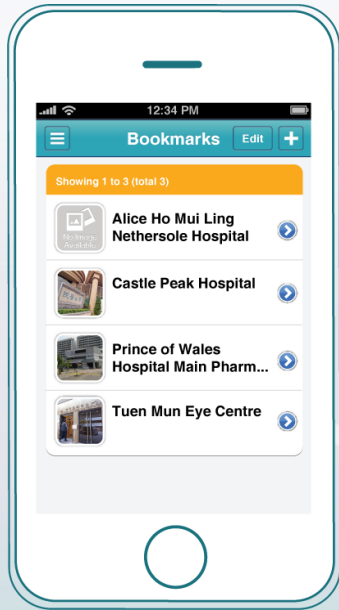 12:34 PM
Bookmarks
Edit
Showing 1 to 3 (total 3)
No Image
Available
Alice Ho Mui Ling
Nethersole Hospital
Castle Peak Hospital
Prince of Wales
Hospital Main Pharm...
Tuen Mun Eye Centre